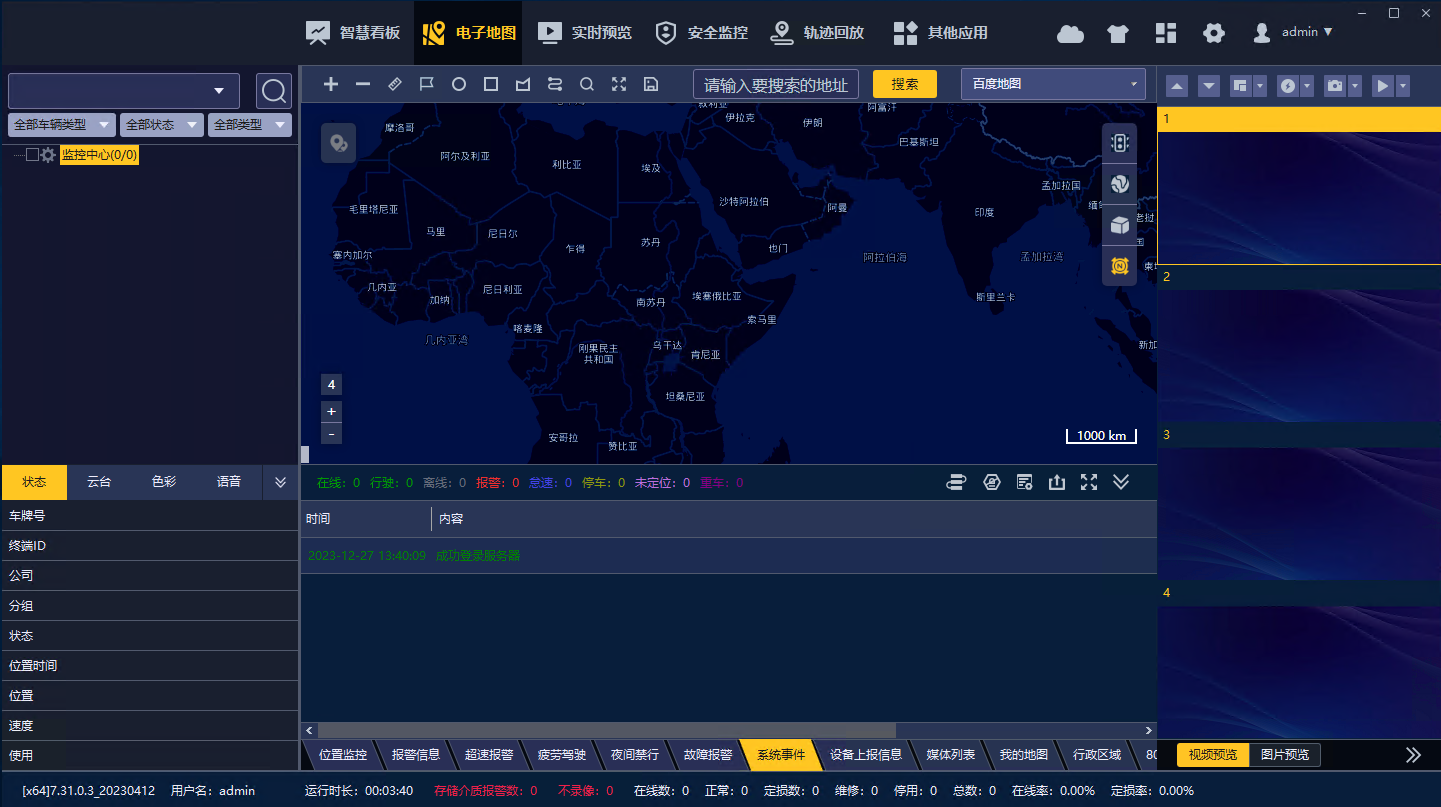 智慧看板 电子地图 实时预览 安全监控 轨迹回放 其他应用 admin
请输入要搜索的地址 搜索 百度地图
全部车辆类型 全部状态 全部类型
监控中心(0/0)
叙利亚
摩洛哥
伊拉克
伊朗
阿富汗
巴基斯坦
阿尔及利亚
利比亚
埃及
孟加拉国
毛里塔尼亚
沙特阿拉伯
阿曼
印度
老挝
马里
尼日尔
乍得
苏丹
也门
塞内加尔
阿拉伯海
孟加拉湾
几内亚
加纳
尼日利亚
南苏丹
埃塞俄比亚
斯里兰卡
喀麦隆
索马里
几内亚湾
刚果民主
共和国
乌干达
肯尼亚
新加
坦桑尼亚
安哥拉
赞比亚
4
+
-
1000 km
1
2
3
4
状态 云台 色彩 语音
车牌号
终端ID
公司
分组
状态
位置时间
位置
速度
使用
在线：0 行驶：0 离线：0 报警：0 怠速：0 停车：0 未定位：0 重车：0
时间 内容
2023-12-27 13:40:09 成功登录服务器
位置监控 报警信息 超速报警 疲劳驾驶 夜间禁行 故障报警 系统事件 设备上报信息 媒体列表 我的地图 行政区域 80
视频预览 图片预览
[x64]7.31.0.3_20230412 用户名：admin 运行时长：00:03:40 存储介质报警数：0 不录像：0 在线数：0 正常：0 定损数：0 维修：0 停用：0 总数：0 在线率：0.00% 定损率：0.00%